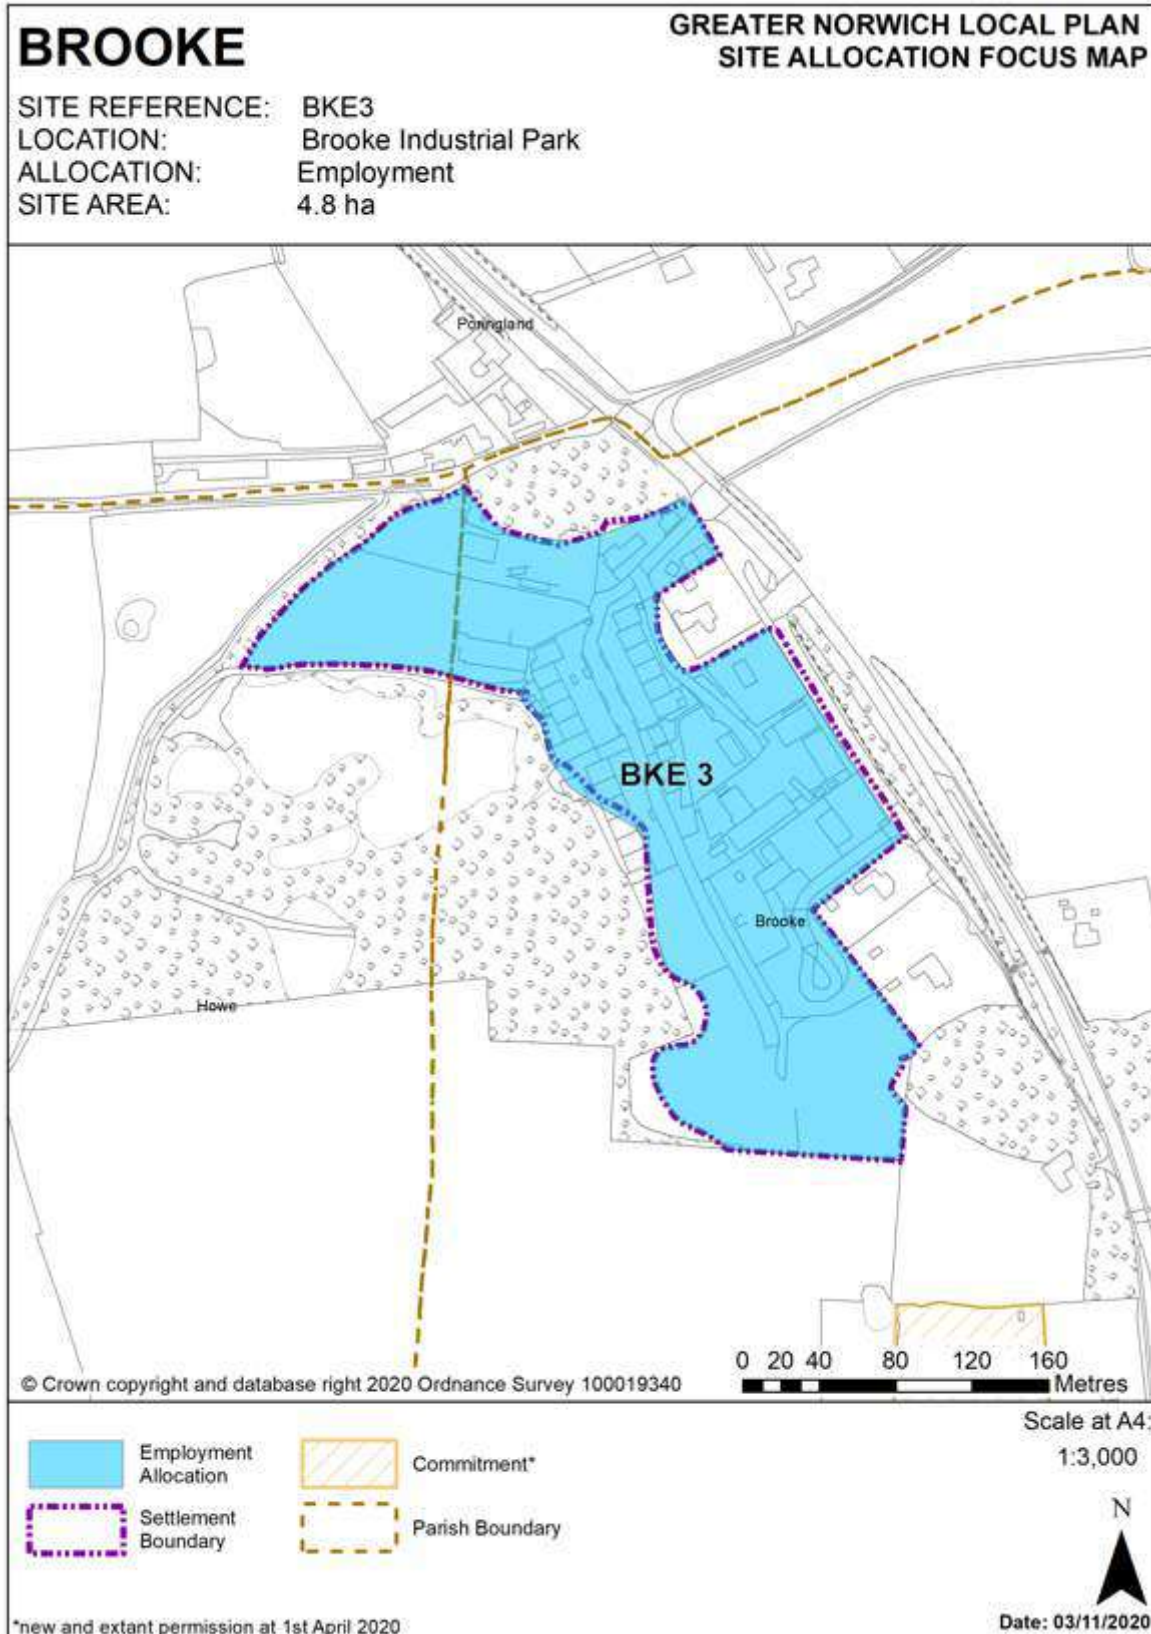 BROOKE
GREATER NORWICH LOCAL PLAN
SITE ALLOCATION FOCUS MAP
SITE REFERENCE: BKE3
LOCATION: Brooke Industrial Park
ALLOCATION: Employment
SITE AREA: 4.8 ha
Poringland
BKE 3
Brooke
Howe
0 20 40 80 120 160
Metres
© Crown copyright and database right 2020 Ordnance Survey 100019340
Scale at A4:
1:3,000
Employment
Allocation
Commitment*
Settlement
Boundary
Parish Boundary
N
*new and extant permission at 1st April 2020
Date: 03/11/2020